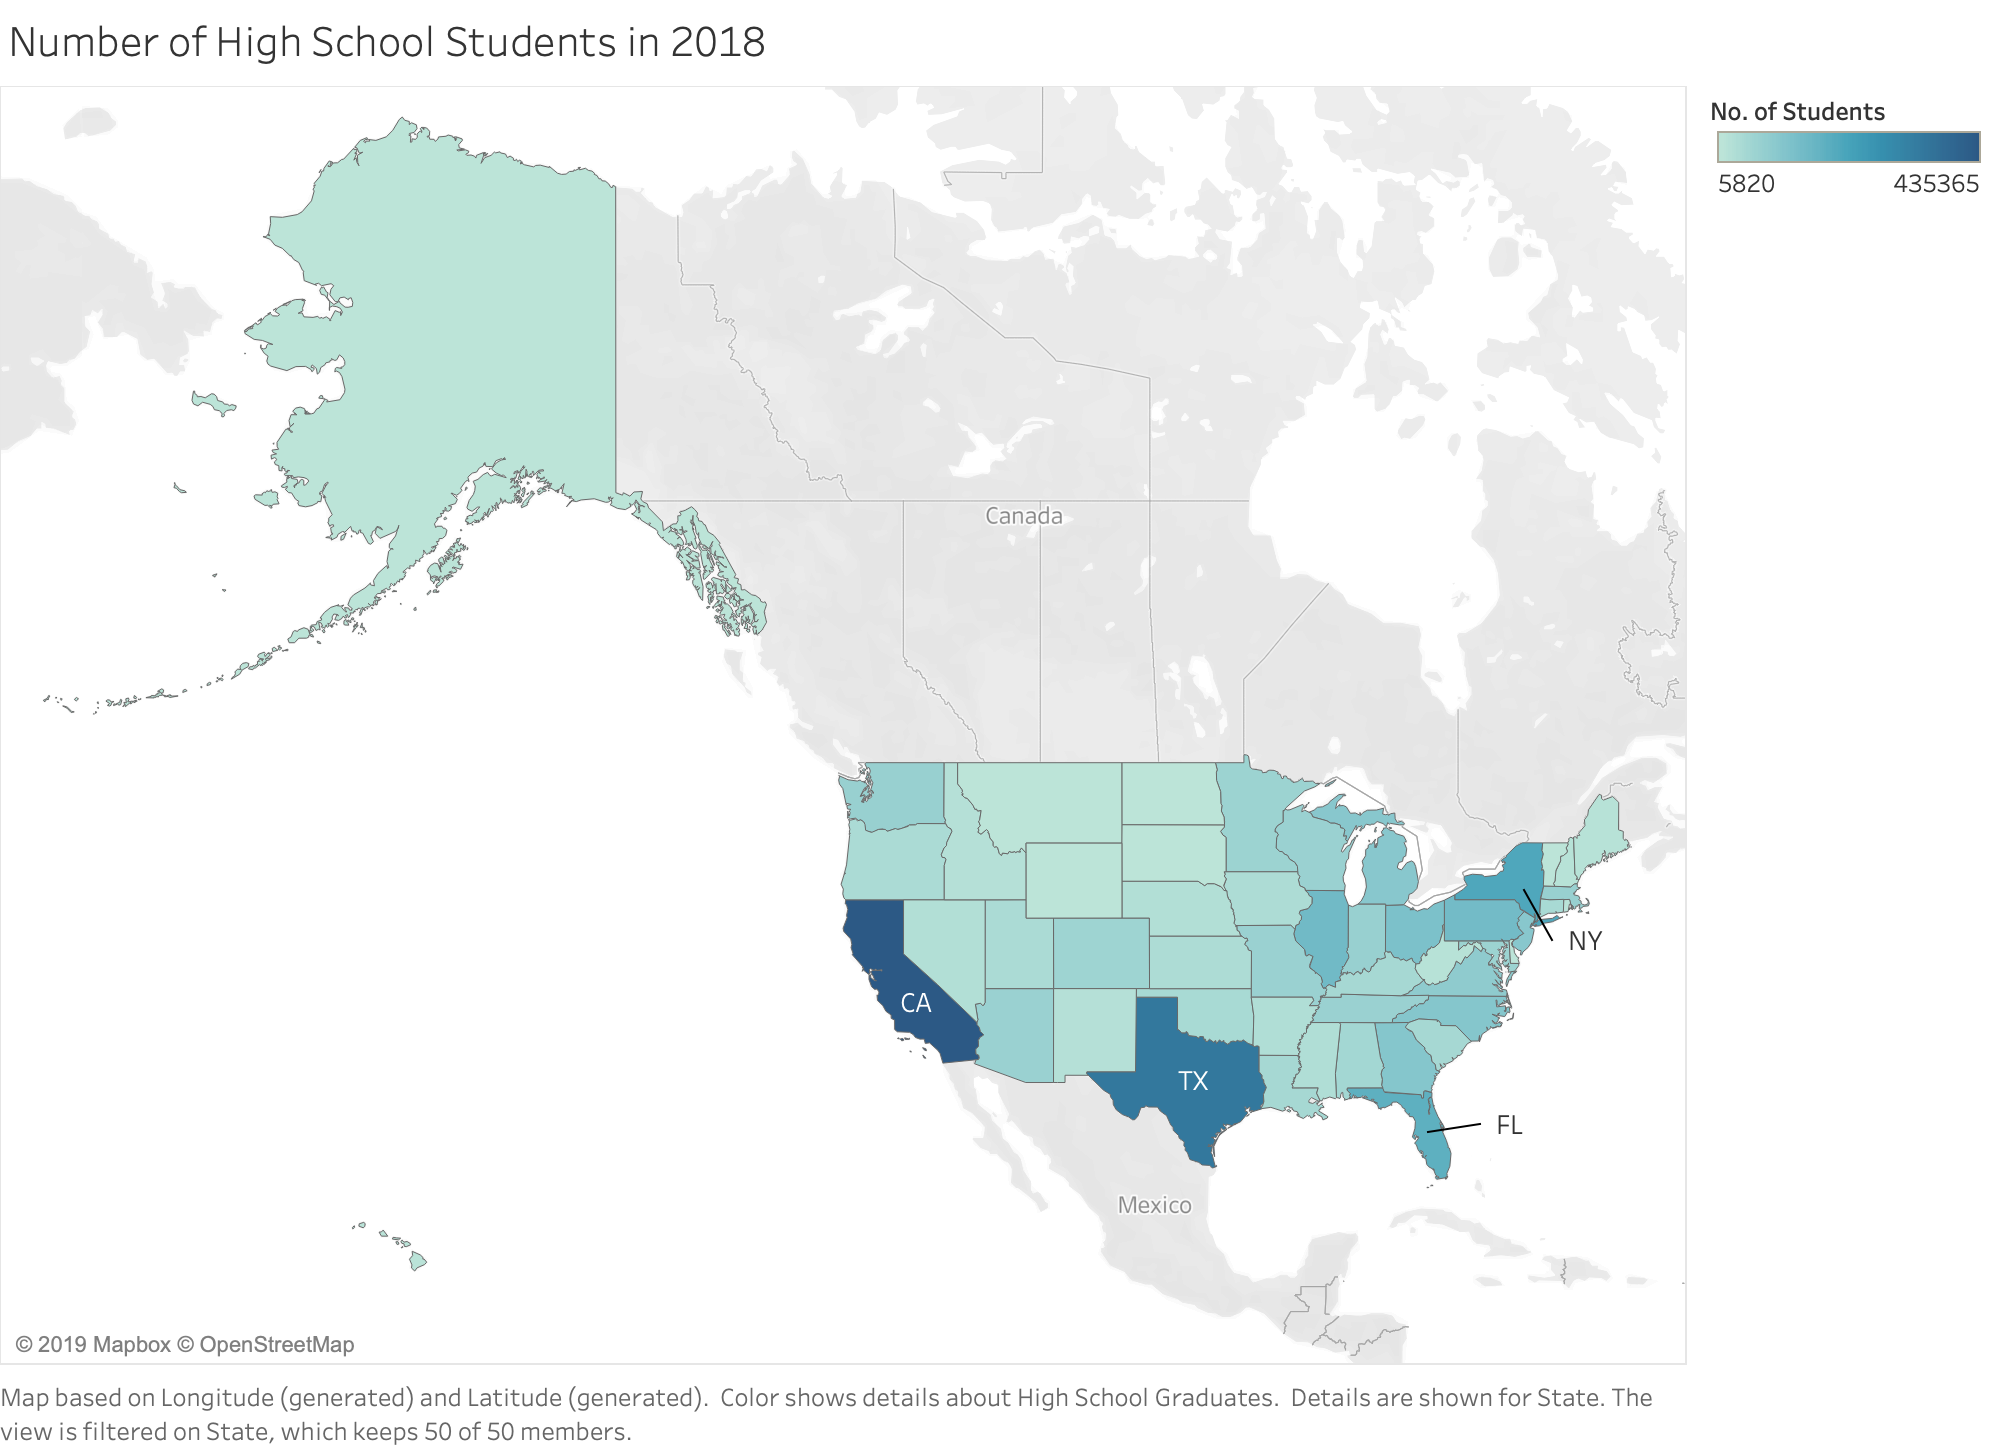 Number of High School Students in 2018
No. of Students
5820 435365
Canada
NY
CA
TX
FL
Mexico
© 2019 Mapbox © OpenStreetMap
Map based on Longitude (generated) and Latitude (generated).  Color shows details about High School Graduates.  Details are shown for State. The
view is filtered on State, which keeps 50 of 50 members.